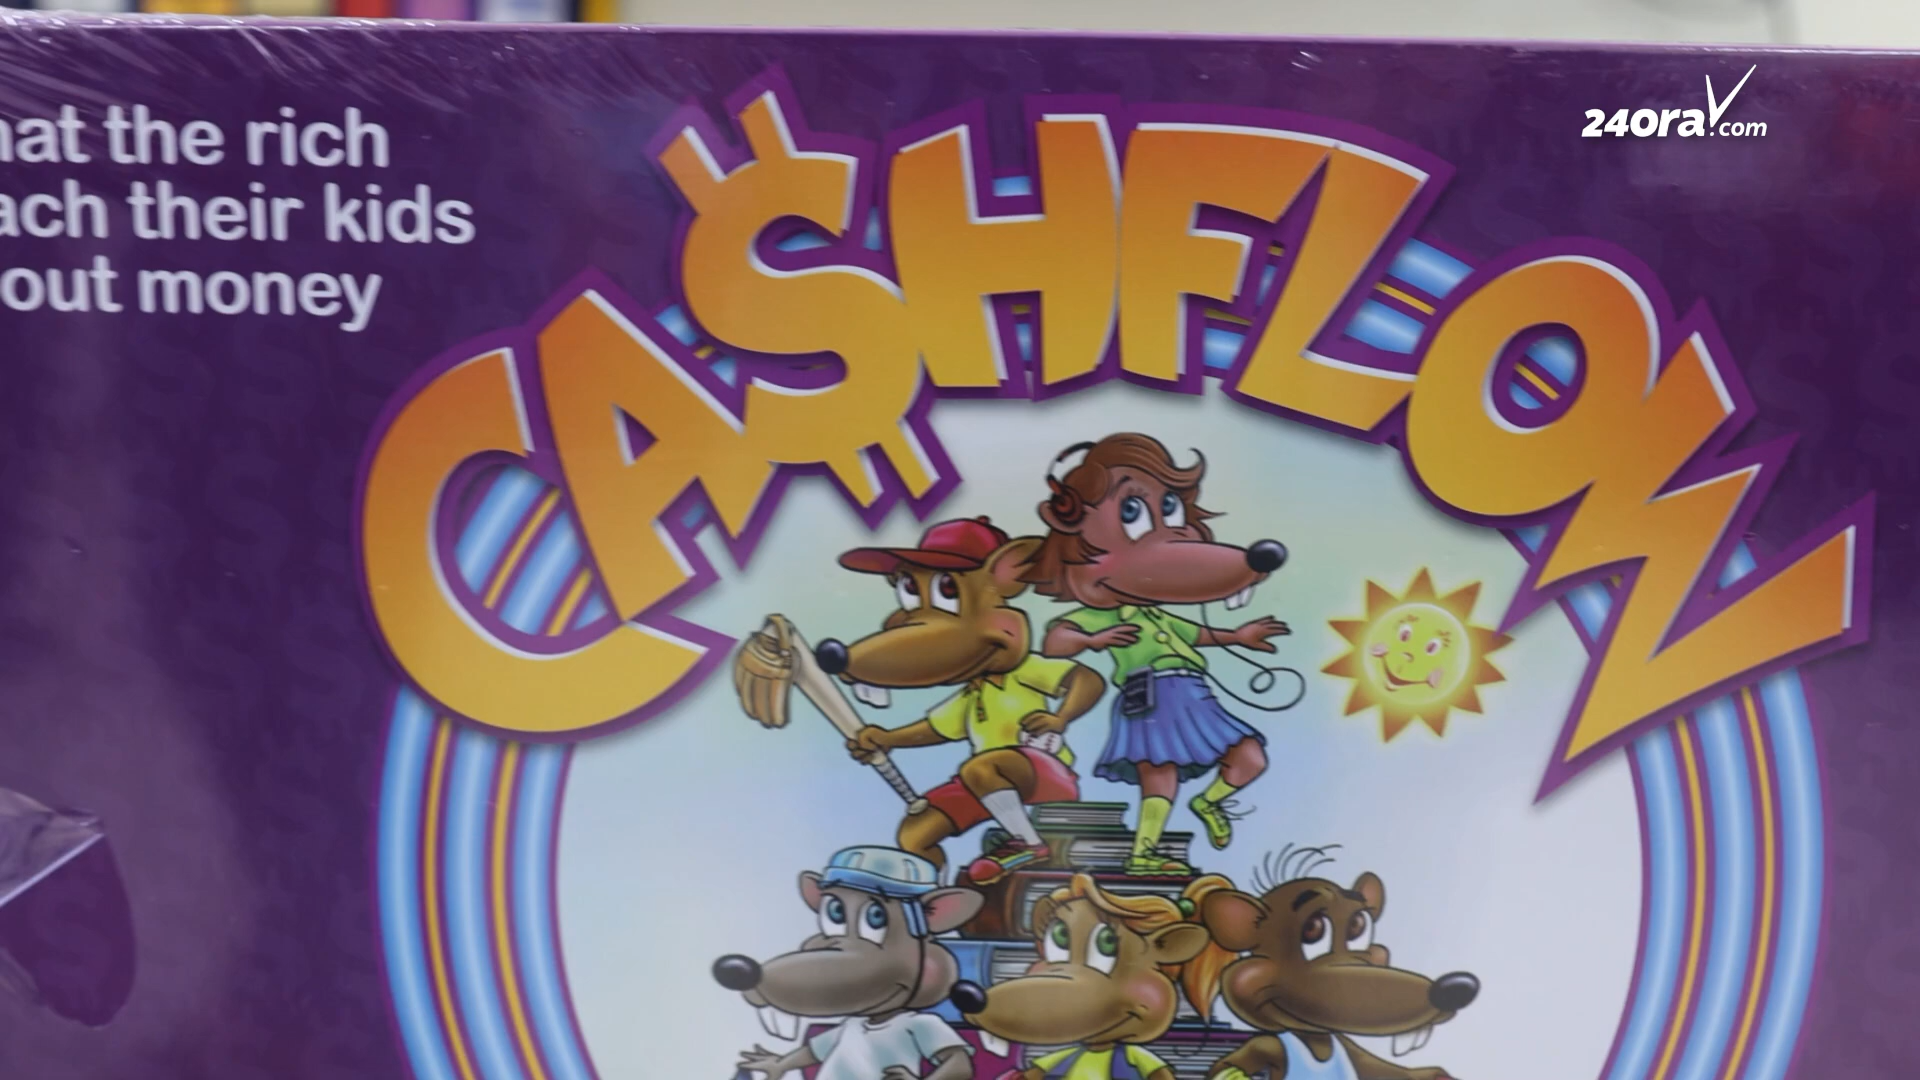 hat the rich
ach their kids
out money
CA$HFLOW
24ora.com